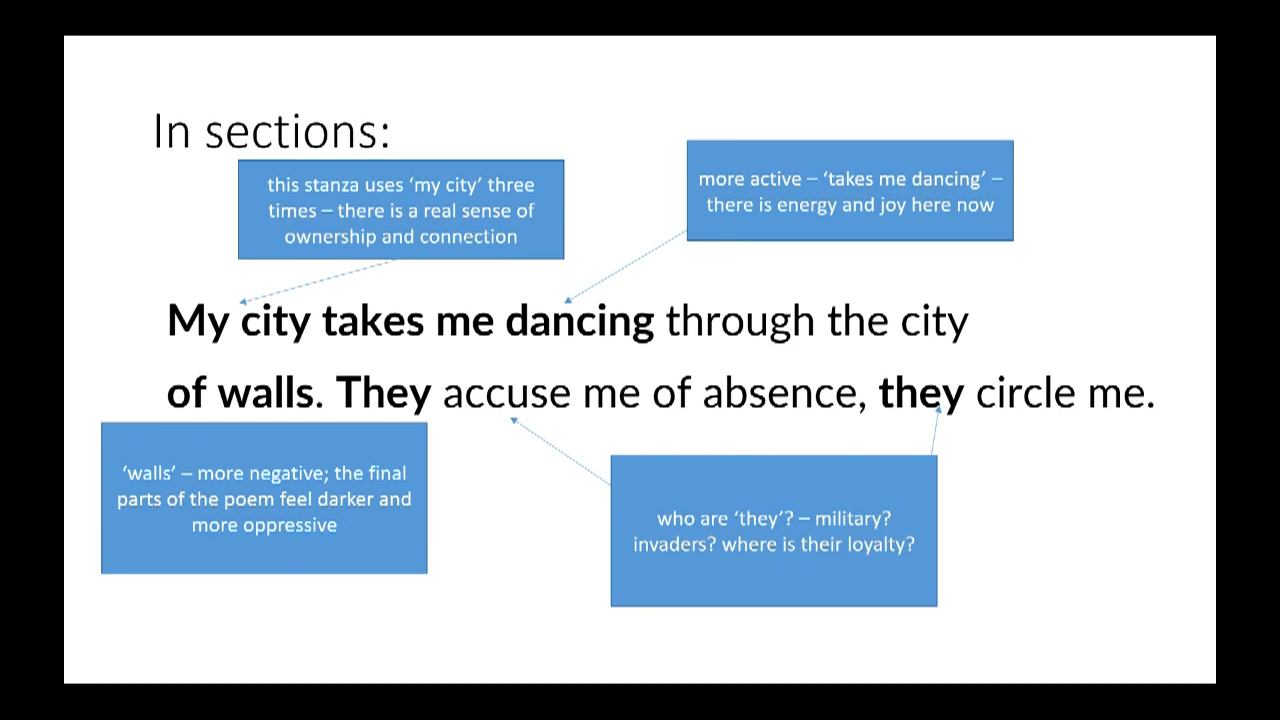 In sections:
this stanza uses ‘my city’ three
times – there is a real sense of
ownership and connection
more active – ‘takes me dancing’ –
there is energy and joy here now
My city takes me dancing through the city
of walls. They accuse me of absence, they circle me.
‘walls’ – more negative; the final
parts of the poem feel darker and
more oppressive
who are ‘they’? – military?
invaders? where is their loyalty?